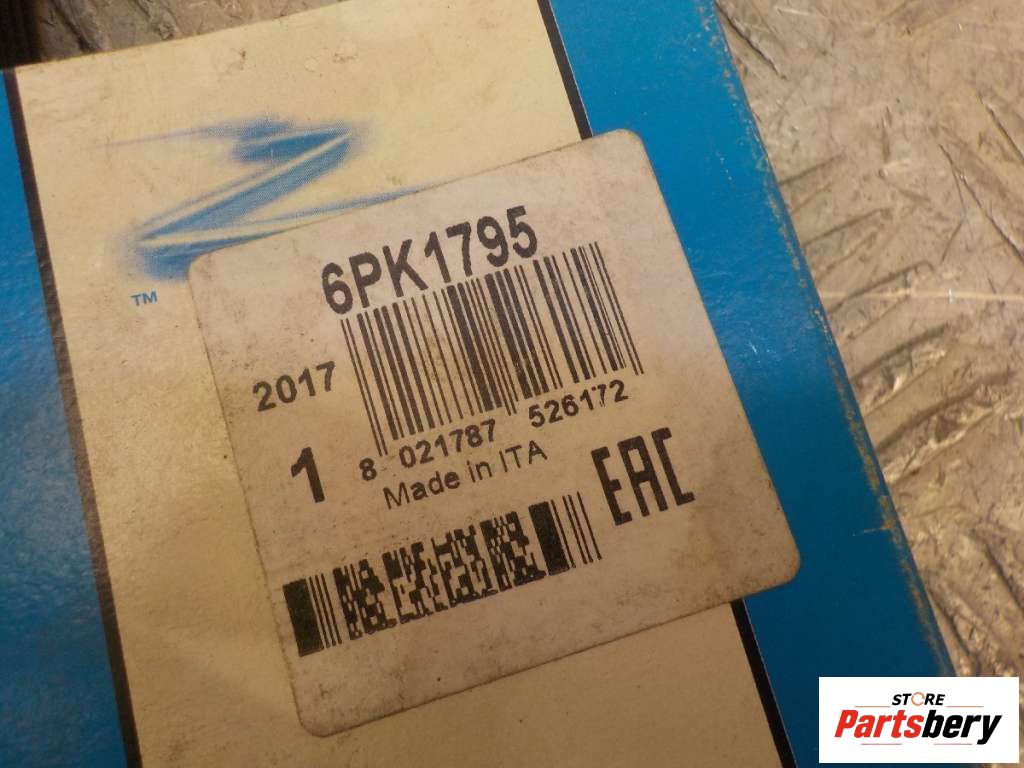 TM
6PK1795
2017
1
8 021787 526172
Made in ITA
EAC
STORE
Partsbery